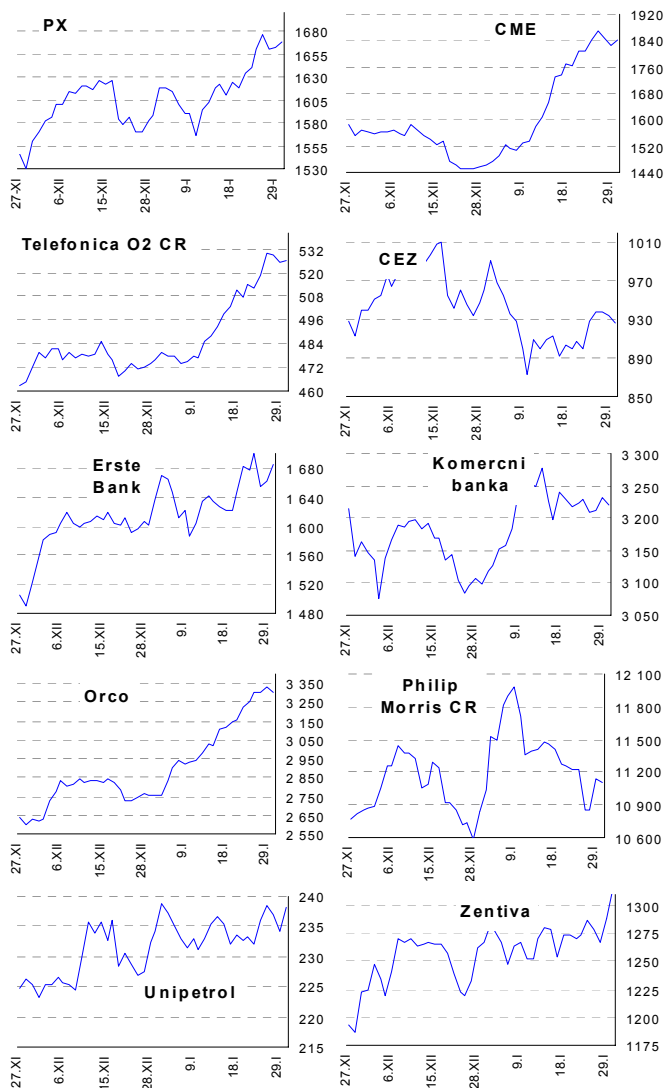 PX
1680
1655
1630
1605
1580
1555
1530
27-XI
6-XII
15-XII
28-XII
9-I
18-I
29-I
CME
1920
1840
1760
1680
1600
1520
1440
27.XI
6.XII
15.XII
28.XII
9.I
18.I
29.I
Telefonica O2 CR
532
520
508
496
484
472
460
27.XI
6.XII
15.XII
28.XII
9.I
18.I
29.I
CEZ
1010
970
930
890
850
27.XI
6.XII
15.XII
28.XII
9.I
18.I
29.I
Erste
Bank
1 680
1 640
1 600
1 560
1 520
1 480
27.XI
6.XII
15.XII
28.XII
9.I
18.I
29.I
Komercni
banka
3 300
3 250
3 200
3 150
3 100
3 050
27.XI
6.XII
15.XII
28.XII
9.I
18.I
29.I
Orco
3 350
3 250
3 150
3 050
2 950
2 850
2 750
2 650
2 550
27.XI
6.XII
15.XII
28.XII
9.I
18.I
29.I
Philip
Morris CR
12 100
11 800
11 500
11 200
10 900
10 600
27.XI
6.XII
15.XII
28.XII
9.I
18.I
29.I
Unipetrol
240
235
230
225
220
215
27.XI
6.XII
15.XII
28.XII
9.I
18.I
29.I
Zentiva
1300
1275
1250
1225
1200
1175
27.XI
6.XII
15.XII
28.XII
9.I
18.I
29.I